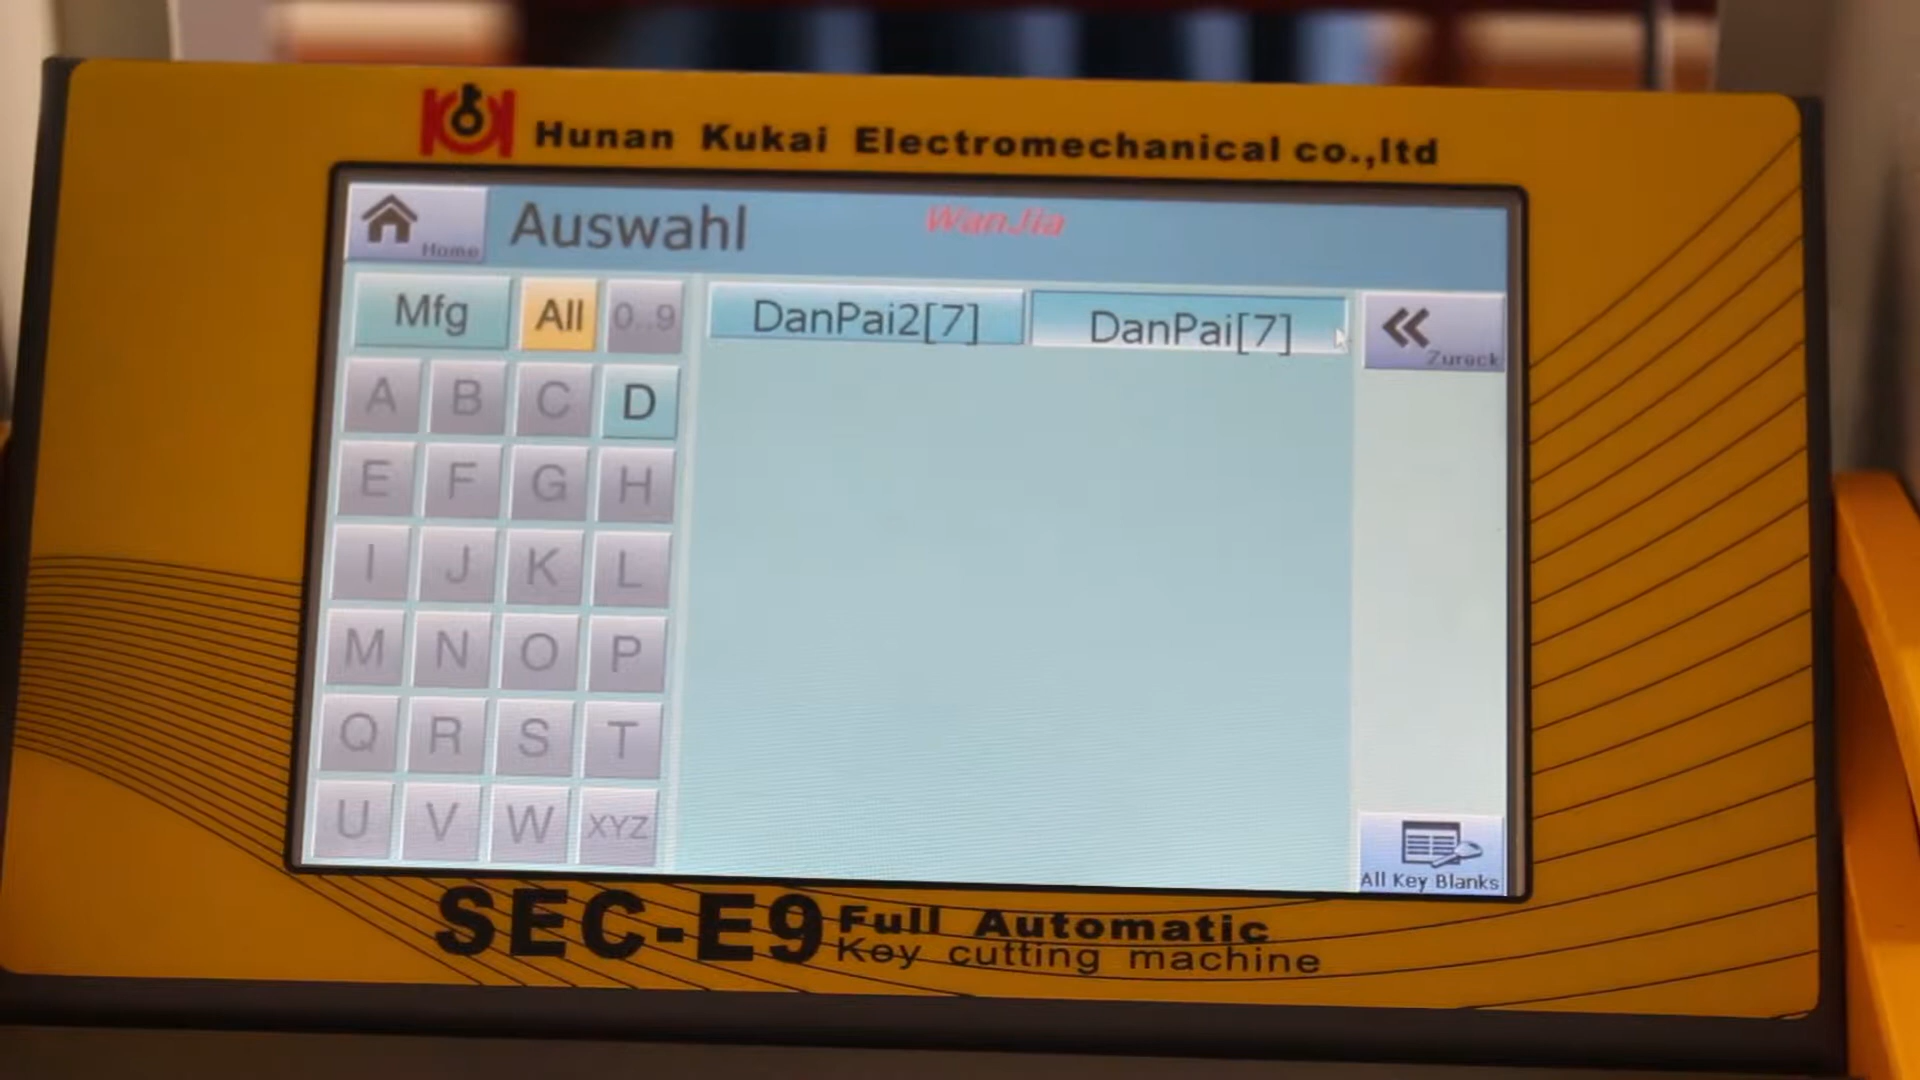 Hunan Kukai Electromechanical co.,ltd
Home
Auswahl
WanJia
Mfg All 0..9
DanPai2[7] DanPai[7]
Zurack
A B C D
E F G H
I J K L
M N O P
Q R S T
U V W XYZ
All Key Blanks
SEC-E9 Full Automatic
Key cutting machine